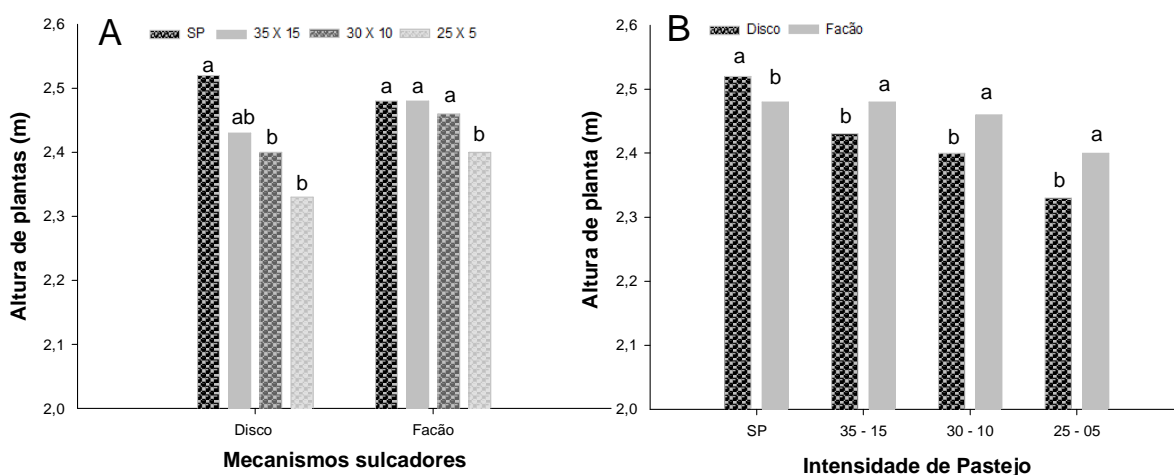 A
SP 35 X 15 30 X 10 25 X 5
Altura de plantas (m)
2,6
2,5
2,4
2,3
2,2
2,1
2,0
a ab b b a a a b
Disco Facão
Mecanismos sulcadores
B
Disco Facão
Altura de planta (m)
2,6
2,5
2,4
2,3
2,2
2,1
2,0
a b b a b a b a
SP 35 - 15 30 - 10 25 - 05
Intensidade de Pastejo